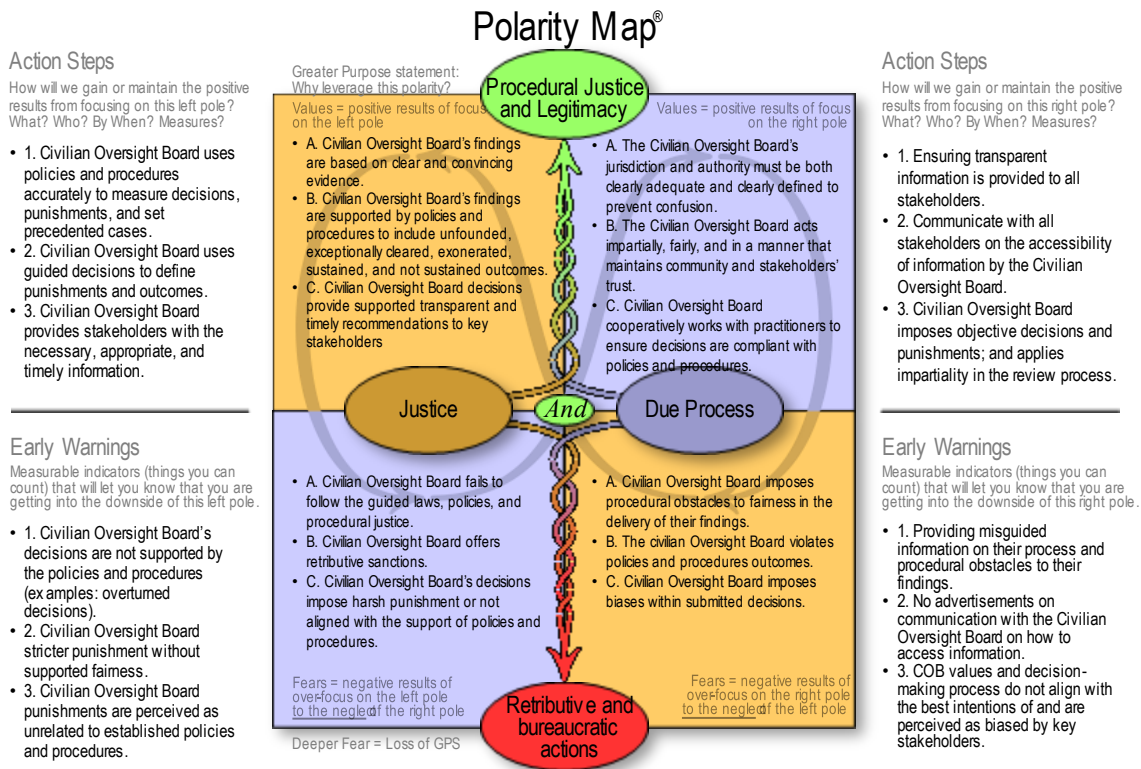 Polarity Map®
Action Steps
How will we gain or maintain the positive
results from focusing on this left pole?
What? Who? By When? Measures?
• 1. Civilian Oversight Board uses
policies and procedures
accurately to measure decisions,
punishments, and set
precedented cases.
• 2. Civilian Oversight Board uses
guided decisions to define
punishments and outcomes.
• 3. Civilian Oversight Board
provides stakeholders with the
necessary, appropriate, and
timely information.
Early Warnings
Measurable indicators (things you can
count) that will let you know that you are
getting into the downside of this left pole.
• 1. Civilian Oversight Board's
decisions are not supported by
the policies and procedures
(examples: overturned
decisions).
• 2. Civilian Oversight Board
stricter punishment without
supported fairness.
• 3. Civilian Oversight Board
punishments are perceived as
unrelated to established policies
and procedures.
Greater Purpose statement:
Why leverage this polarity?
Procedural Justice
and Legitimacy
Values = positive results of focus
on the left pole
• A. Civilian Oversight Board's findings
are based on clear and convincing
evidence.
• B. Civilian Oversight Board's findings
are supported by policies and
procedures to include unfounded,
exceptionally cleared, exonerated,
sustained, and not sustained outcomes.
• C. Civilian Oversight Board decisions
provide supported transparent and
timely recommendations to key
stakeholders
Values = positive results of focus
on the right pole
• A. The Civilian Oversight Board's
jurisdiction and authority must be both
clearly adequate and clearly defined to
prevent confusion.
• B. The Civilian Oversight Board acts
impartially, fairly, and in a manner that
maintains community and stakeholders'
trust.
• C. Civilian Oversight Board
cooperatively works with practitioners to
ensure decisions are compliant with
policies and procedures.
Justice
And
Due Process
• A. Civilian Oversight Board fails to
follow the guided laws, policies, and
procedural justice.
• B. Civilian Oversight Board offers
retributive sanctions.
• C. Civilian Oversight Board's decisions
impose harsh punishment or not
aligned with the support of policies and
procedures.
Fears = negative results of
over-focus on the left pole
to the neglect of the right pole
• A. Civilian Oversight Board imposes
procedural obstacles to fairness in the
delivery of their findings.
• B. The civilian Oversight Board violates
policies and procedures outcomes.
• C. Civilian Oversight Board imposes
biases within submitted decisions.
Fears = negative results of
over-focus on the right pole
to the neglect of the left pole
Retributive and
bureaucratic
actions
Deeper Fear = Loss of GPS
Action Steps
How will we gain or maintain the positive
results from focusing on this right pole?
What? Who? By When? Measures?
• 1. Ensuring transparent
information is provided to all
stakeholders.
• 2. Communicate with all
stakeholders on the accessibility
of information by the Civilian
Oversight Board.
• 3. Civilian Oversight Board
imposes objective decisions and
punishments; and applies
impartiality in the review process.
Early Warnings
Measurable indicators (things you can
count) that will let you know that you are
getting into the downside of this right pole.
• 1. Providing misguided
information on their process and
procedural obstacles to their
findings.
• 2. No advertisements on
communication with the Civilian
Oversight Board on how to
access information.
• 3. COB values and decision-
making process do not align with
the best intentions of and are
perceived as biased by key
stakeholders.